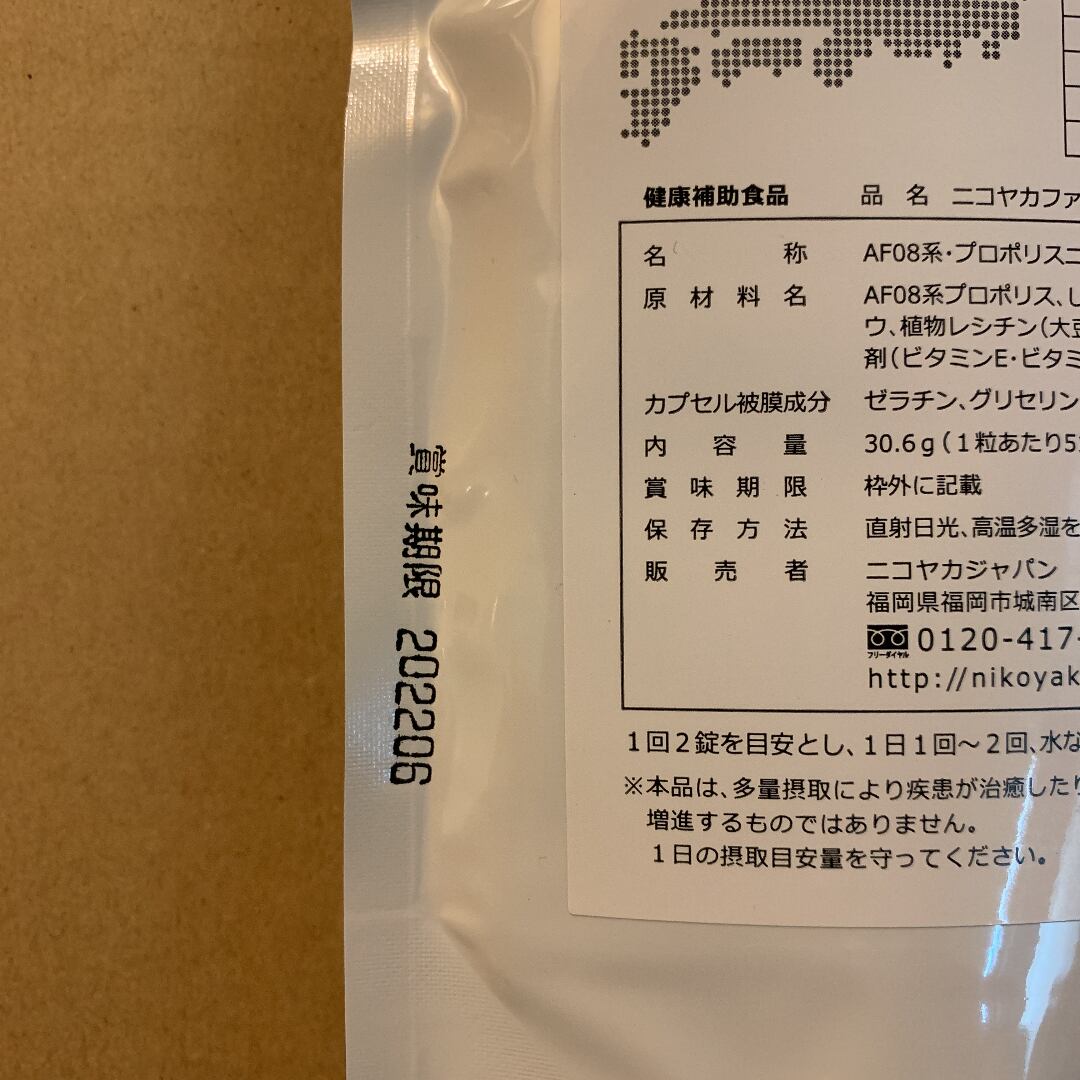 健康補助食品 品名 ニコヤカファ
名称 AF08系・プロポリスニ
原材料名 AF08系プロポリス、し
ウ、植物レシチン(大豆
剤(ビタミンE・ビタミ
カプセル被膜成分 ゼラチン、グリセリン
内容量 30.6g(1粒あたり5
賞味期限 枠外に記載
保存方法 直射日光、高温多湿を
販売者 ニコヤカジャパン
福岡県福岡市城南区
フリーダイヤル 0120-417-
http://nikoyak
1回2錠を目安とし、1日1回～2回、水な
※本品は、多量摂取により疾患が治癒したり
増進するものではありません。
1日の摂取目安量を守ってください。
賞味期限 202206